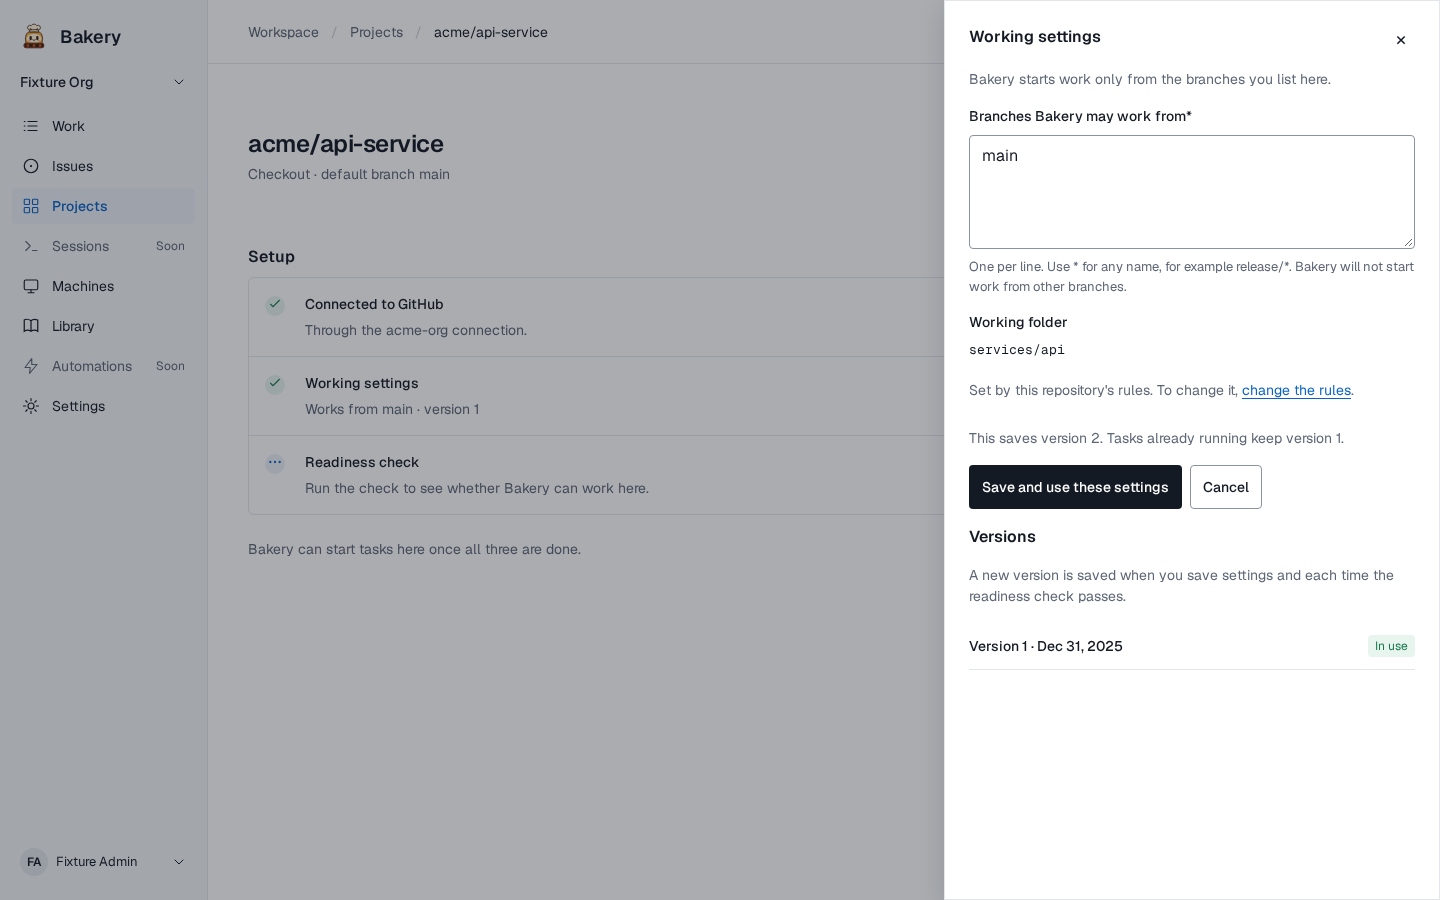 Bakery
Fixture Org
Work
Issues
Projects
Sessions Soon
Machines
Library
Automations Soon
Settings
FA Fixture Admin
Workspace / Projects / acme/api-service
acme/api-service
Checkout · default branch main
Setup
Connected to GitHub
Through the acme-org connection.
Working settings
Works from main · version 1
Readiness check
Run the check to see whether Bakery can work here.
Bakery can start tasks here once all three are done.
Working settings
Bakery starts work only from the branches you list here.
Branches Bakery may work from*
main
One per line. Use * for any name, for example release/*. Bakery will not start
work from other branches.
Working folder
services/api
Set by this repository's rules. To change it, change the rules.
This saves version 2. Tasks already running keep version 1.
Save and use these settings Cancel
Versions
A new version is saved when you save settings and each time the
readiness check passes.
Version 1 · Dec 31, 2025 In use